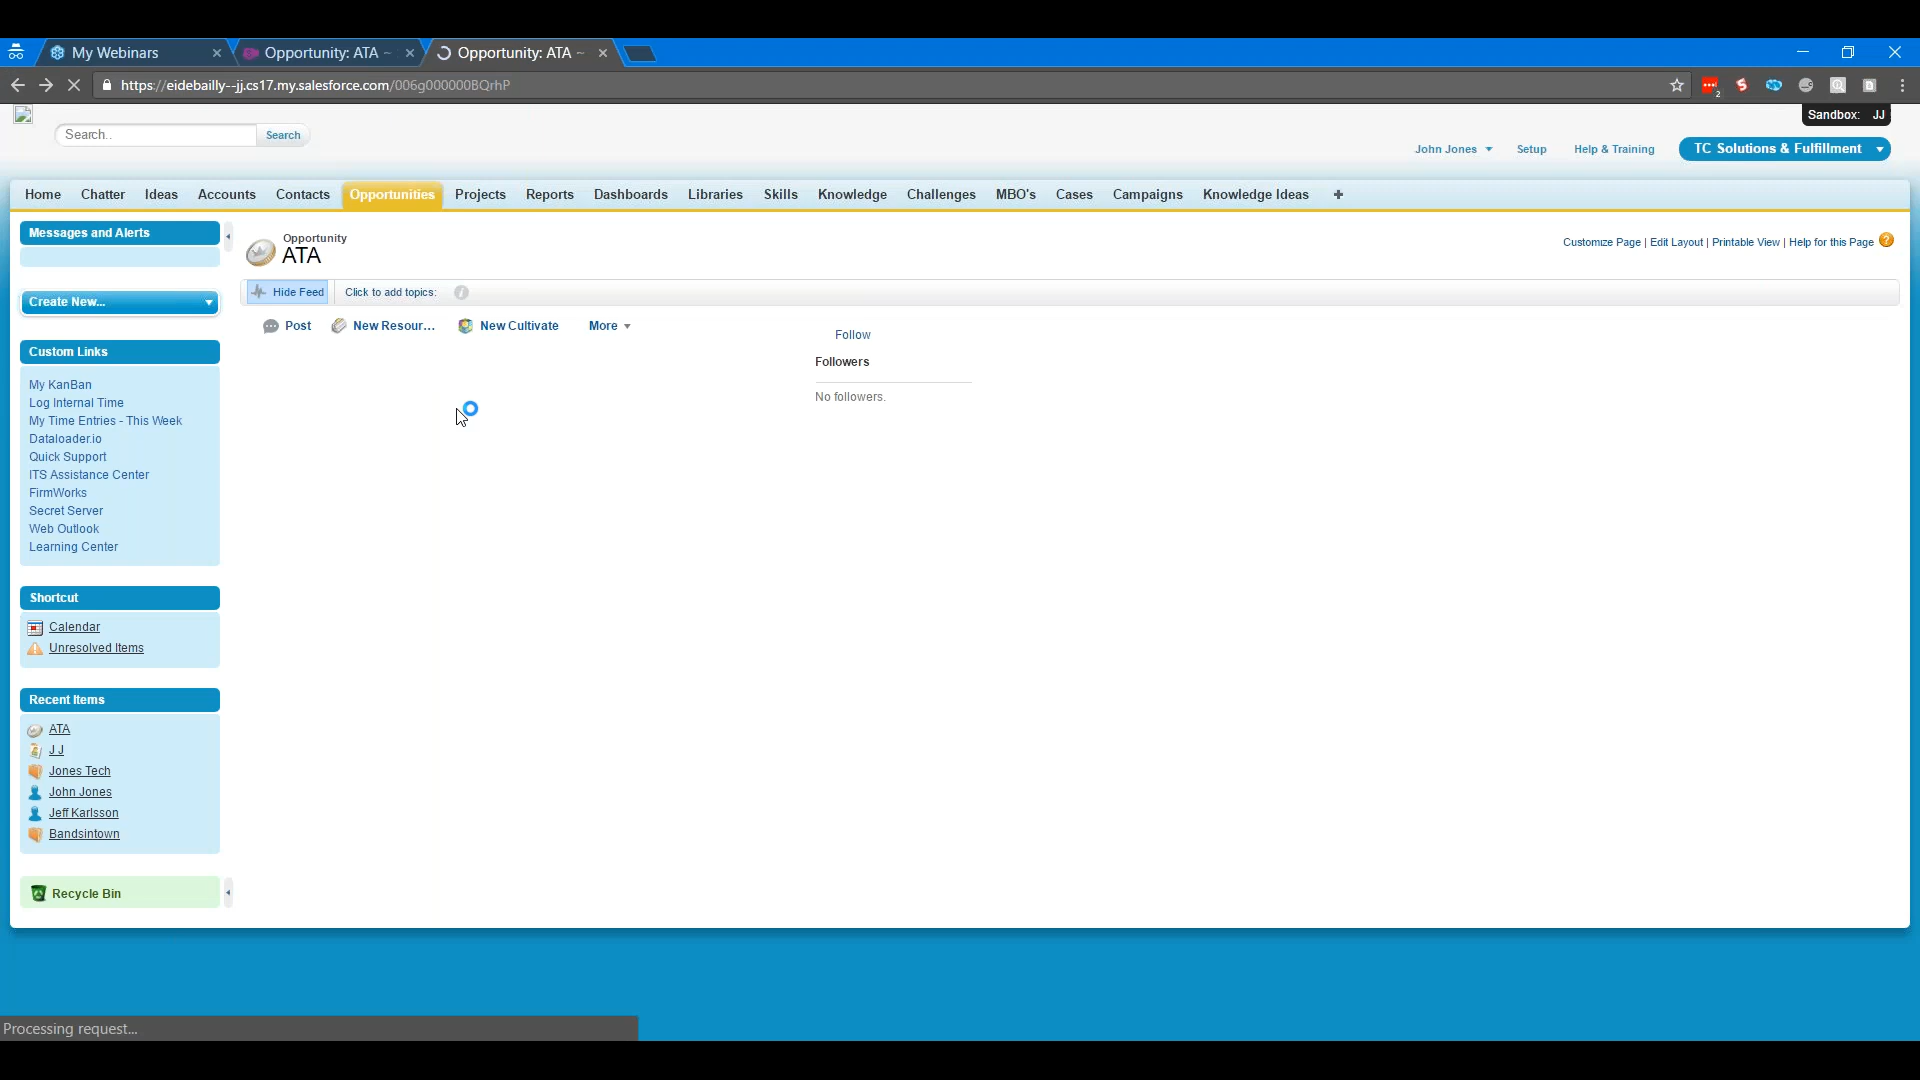 My Webinars
Opportunity: ATA ~
Opportunity: ATA ~
https://eidebailly--jj.cs17.my.salesforce.com/006g000000BQrhP
2
Sandbox: JJ
Search..
Search
John Jones
Setup
Help & Training
TC Solutions & Fulfillment
Home
Chatter
Ideas
Accounts
Contacts
Opportunities
Projects
Reports
Dashboards
Libraries
Skills
Knowledge
Challenges
MBO's
Cases
Campaigns
Knowledge Ideas
+
Messages and Alerts
Create New...
Custom Links
My KanBan
Log Internal Time
My Time Entries - This Week
Dataloader.io
Quick Support
ITS Assistance Center
FirmWorks
Secret Server
Web Outlook
Learning Center
Shortcut
Calendar
Unresolved Items
Recent Items
ATA
J J
Jones Tech
John Jones
Jeff Karlsson
Bandsintown
Recycle Bin
Opportunity
ATA
Customize Page | Edit Layout | Printable View | Help for this Page
Hide Feed
Click to add topics:
Post
New Resour...
New Cultivate
More
Follow
Followers
No followers.
Processing request...